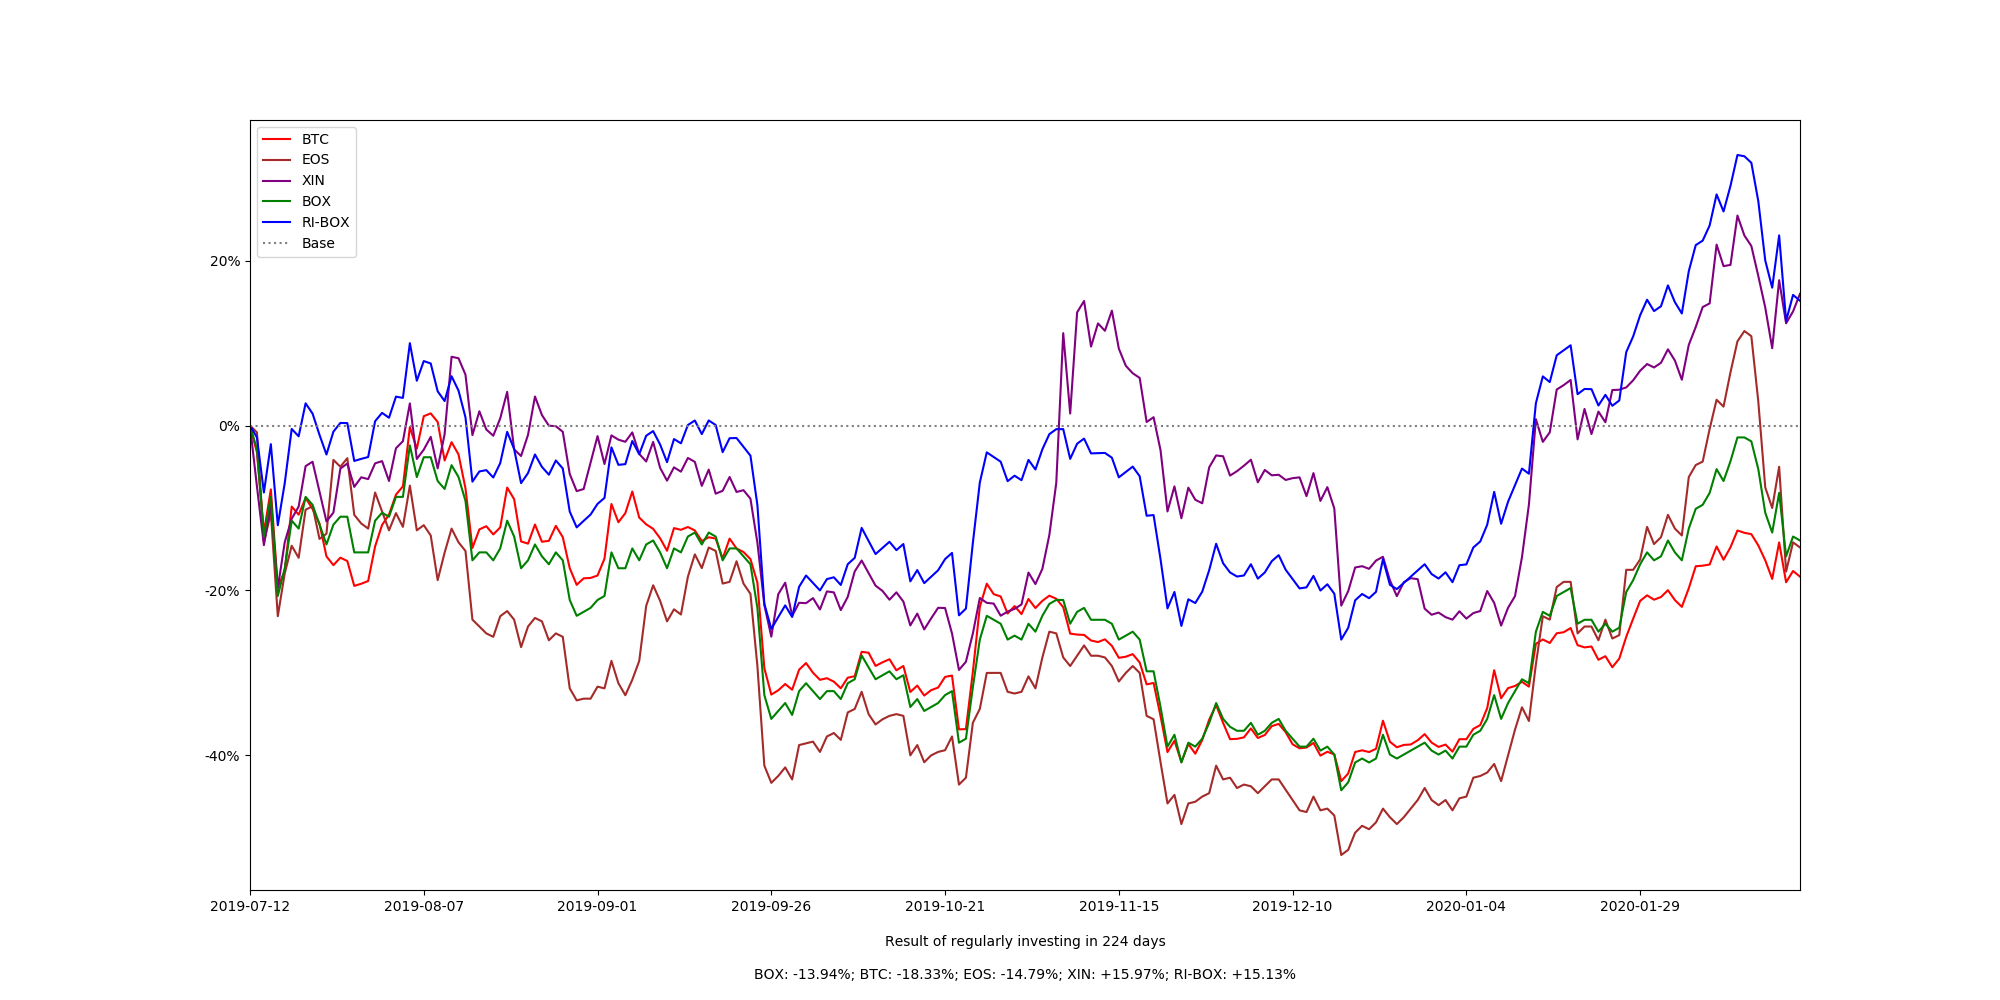 BTC
EOS
XIN
BOX
RI-BOX
Base
20%
0%
-20%
-40%
2019-07-12 2019-08-07 2019-09-01 2019-09-26 2019-10-21 2019-11-15 2019-12-10 2020-01-04 2020-01-29
Result of regularly investing in 224 days
BOX: -13.94%; BTC: -18.33%; EOS: -14.79%; XIN: +15.97%; RI-BOX: +15.13%